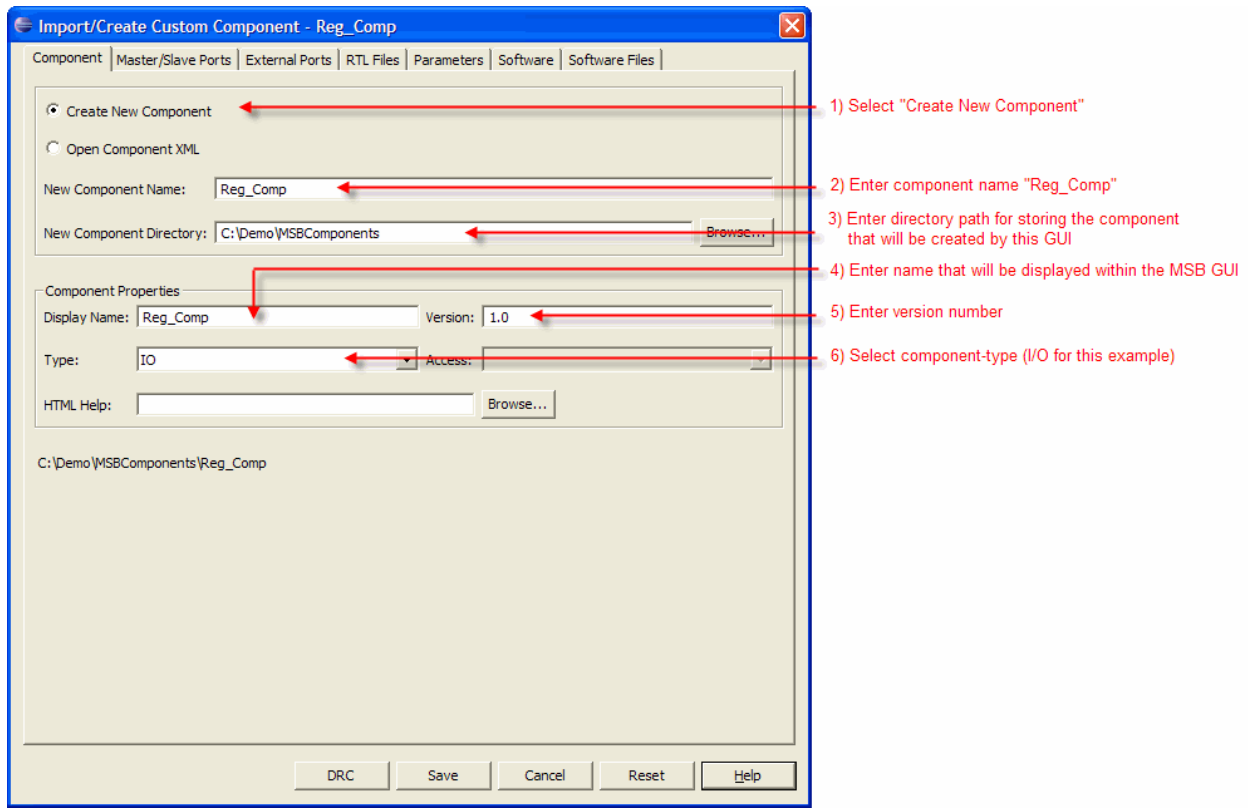 Import/Create Custom Component - Reg_Comp
Component Master/Slave Ports External Ports RTL Files Parameters Software Software Files
Create New Component
1) Select "Create New Component"
Open Component XML
New Component Name: Reg_Comp
2) Enter component name "Reg_Comp"
New Component Directory: C:\Demo\MSBComponents Browse...
3) Enter directory path for storing the component
that will be created by this GUI
4) Enter name that will be displayed within the MSB GUI
Component Properties
Display Name: Reg_Comp Version: 1.0
5) Enter version number
Type: IO Access:
6) Select component-type (I/O for this example)
HTML Help: Browse...
C:\Demo\MSBComponents\Reg_Comp
DRC Save Cancel Reset Help